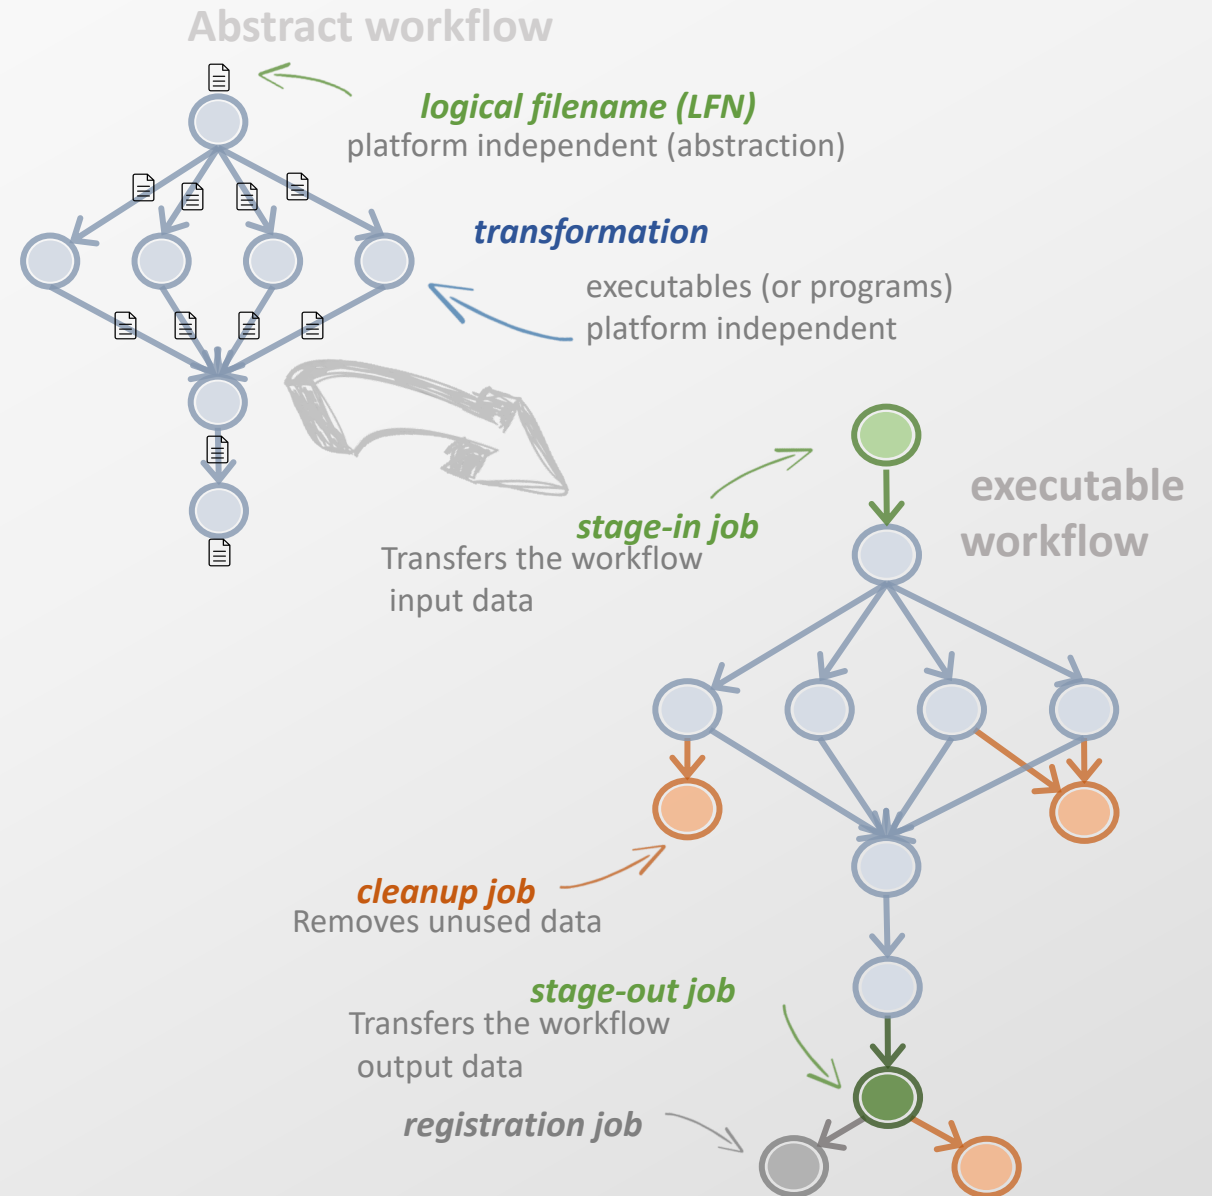 Abstract workflow
logical filename (LFN)
platform independent (abstraction)
transformation
executables (or programs)
platform independent
executable
workflow
stage-in job
Transfers the workflow
input data
cleanup job
Removes unused data
stage-out job
Transfers the workflow
output data
registration job